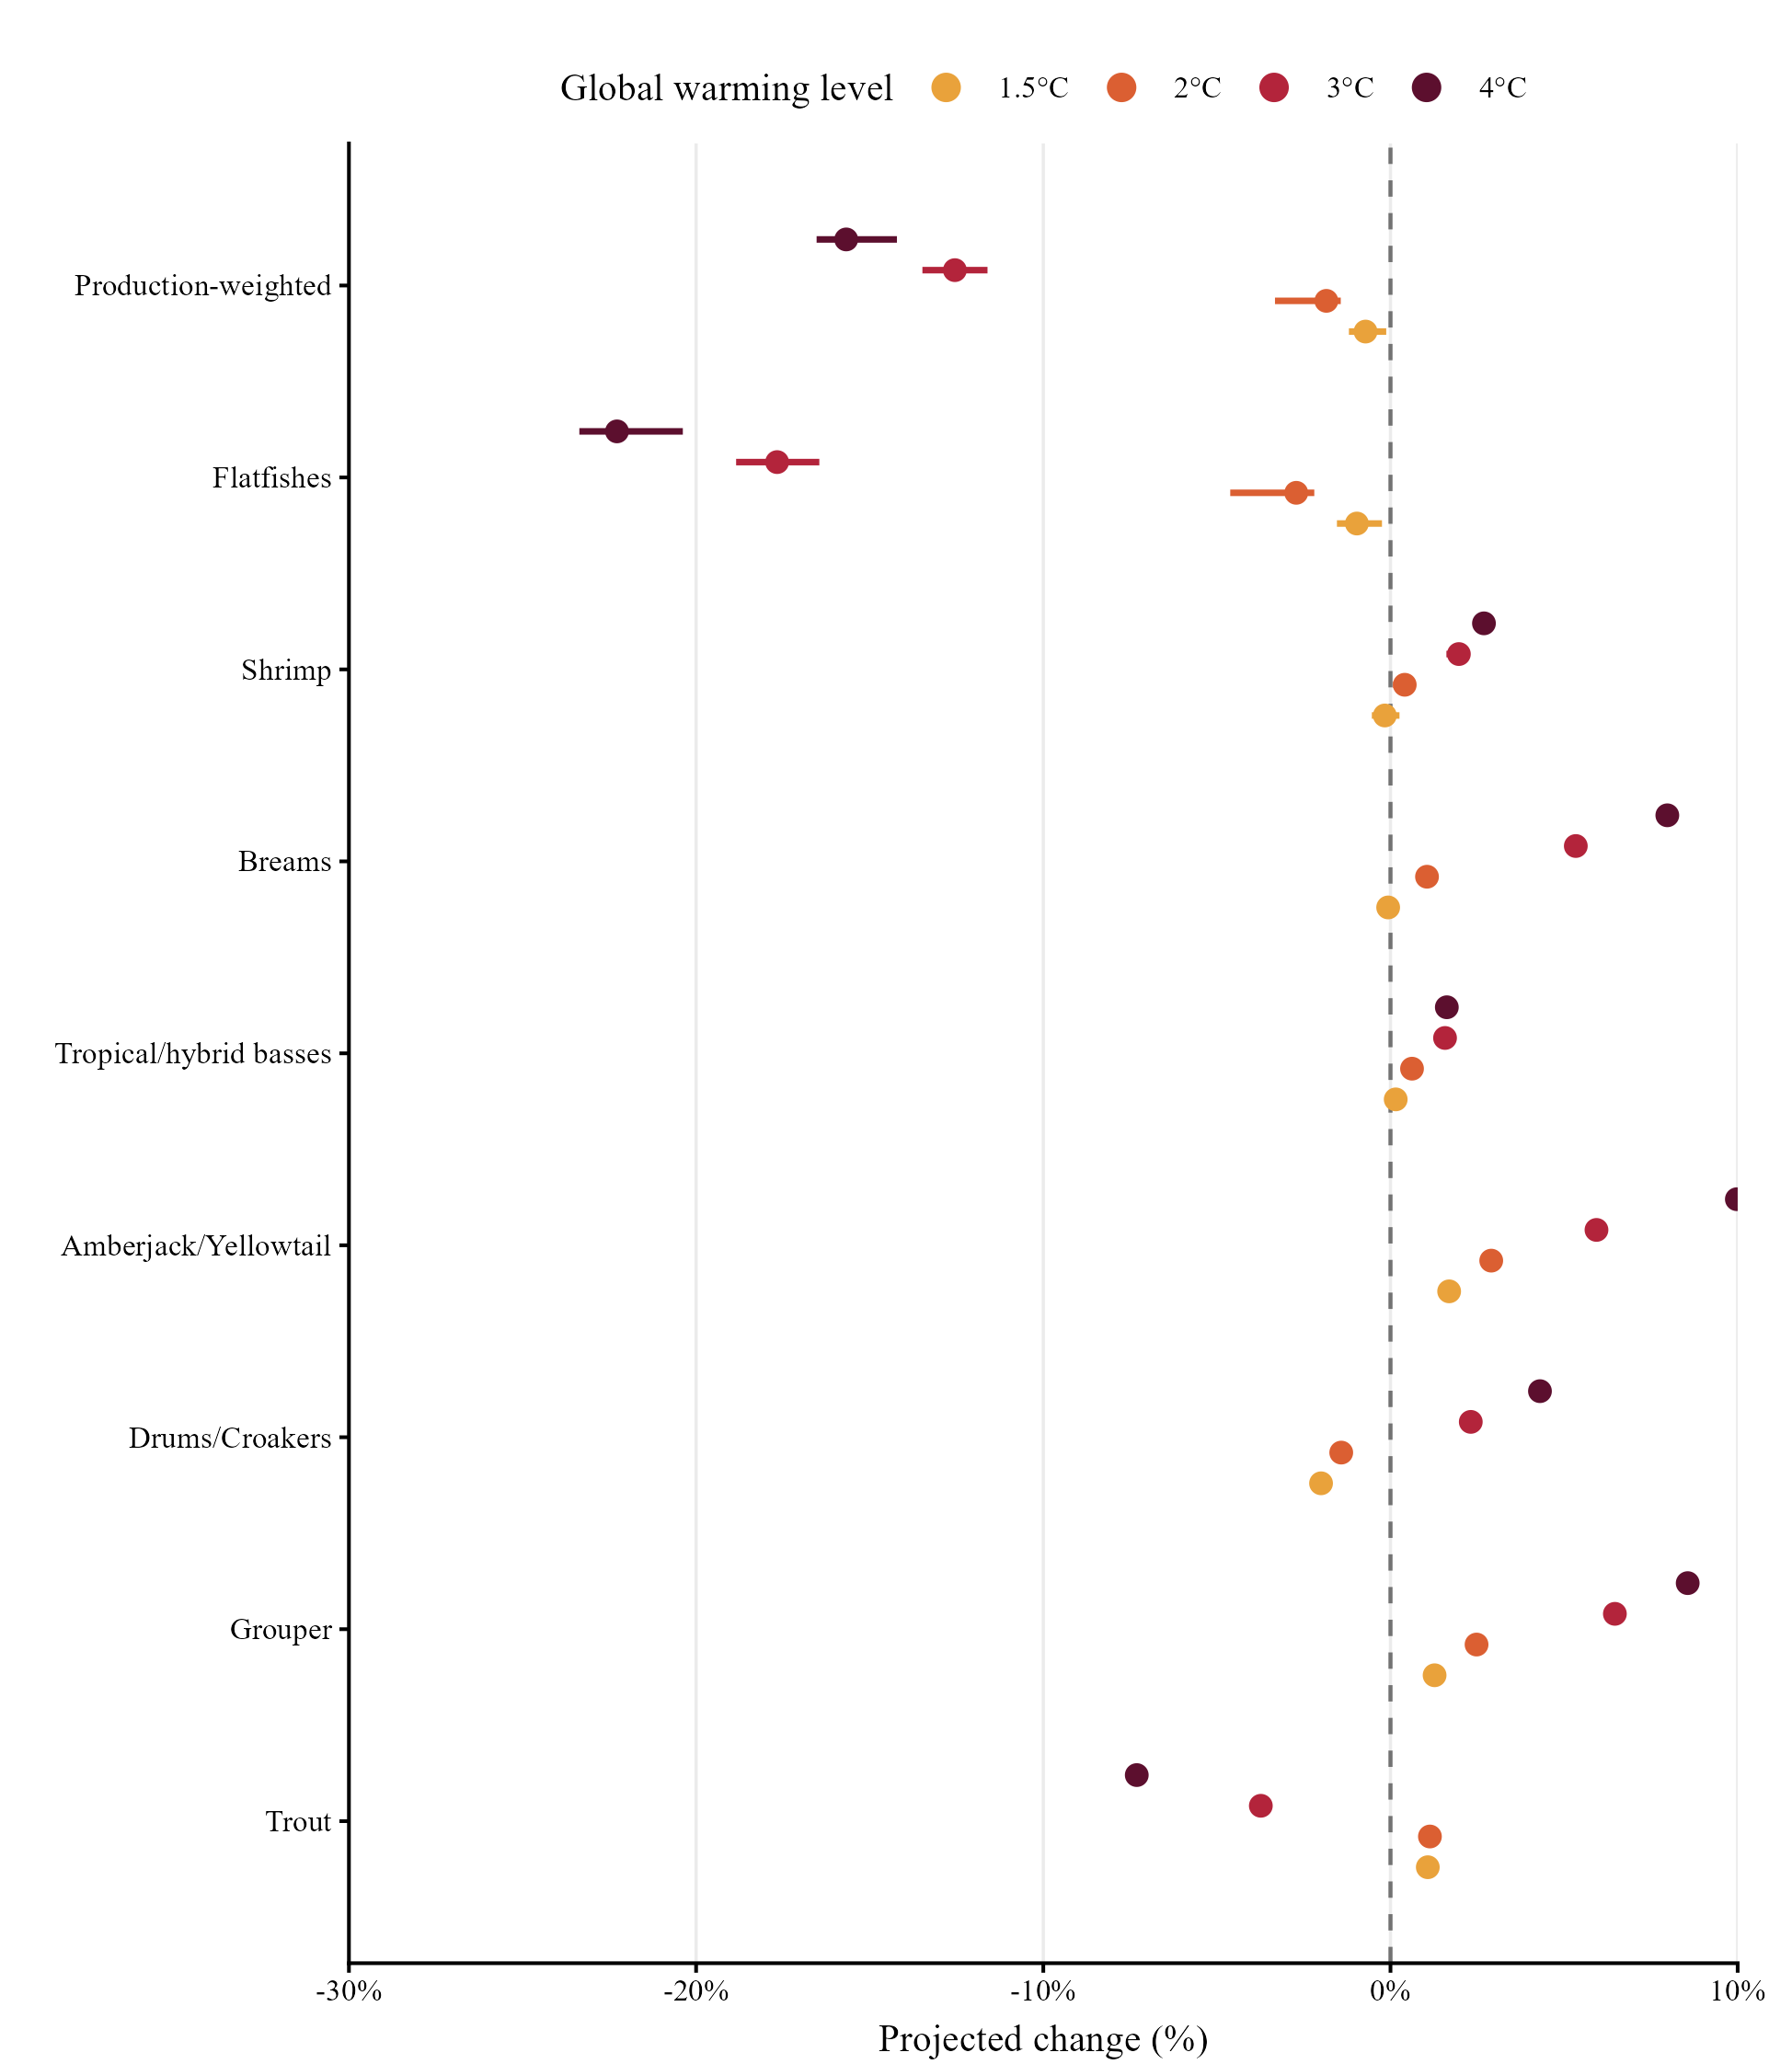 Global warming level 1.5°C 2°C 3°C 4°C
Production-weighted
Flatfishes
Shrimp
Breams
Tropical/hybrid basses
Amberjack/Yellowtail
Drums/Croakers
Grouper
Trout
-30% -20% -10% 0% 10%
Projected change (%)